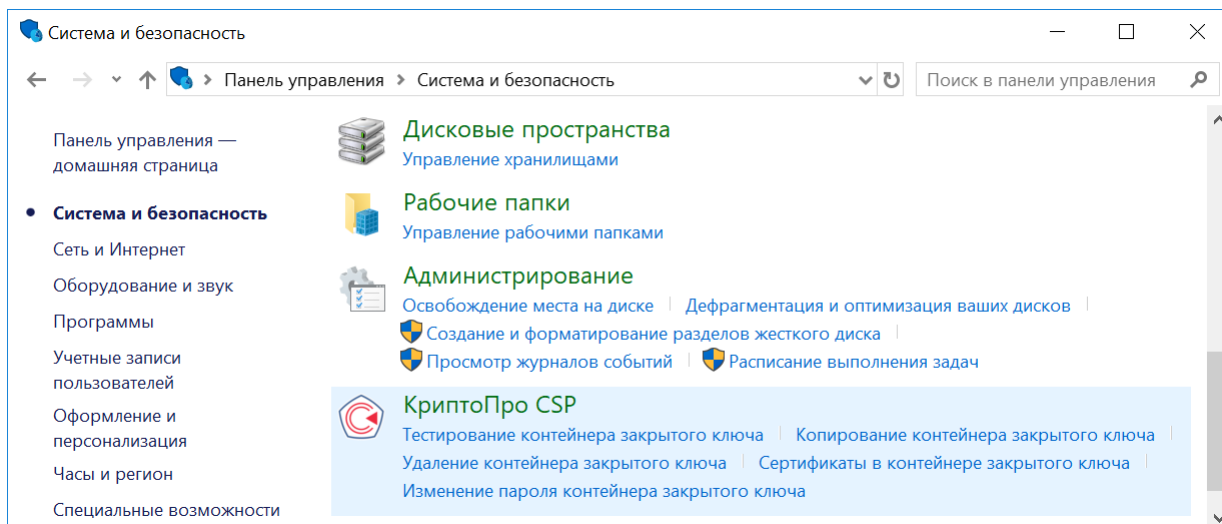 Система и безопасность
Панель управления > Система и безопасность
Поиск в панели управления
Панель управления —
домашняя страница
Система и безопасность
Сеть и Интернет
Оборудование и звук
Программы
Учетные записи
пользователей
Оформление и
персонализация
Часы и регион
Специальные возможности
Дисковые пространства
Управление хранилищами
Рабочие папки
Управление рабочими папками
Администрирование
Освобождение места на диске | Дефрагментация и оптимизация ваших дисков
Создание и форматирование разделов жесткого диска
Просмотр журналов событий | Расписание выполнения задач
КриптоПро CSP
Тестирование контейнера закрытого ключа | Копирование контейнера закрытого ключа
Удаление контейнера закрытого ключа | Сертификаты в контейнере закрытого ключа
Изменение пароля контейнера закрытого ключа